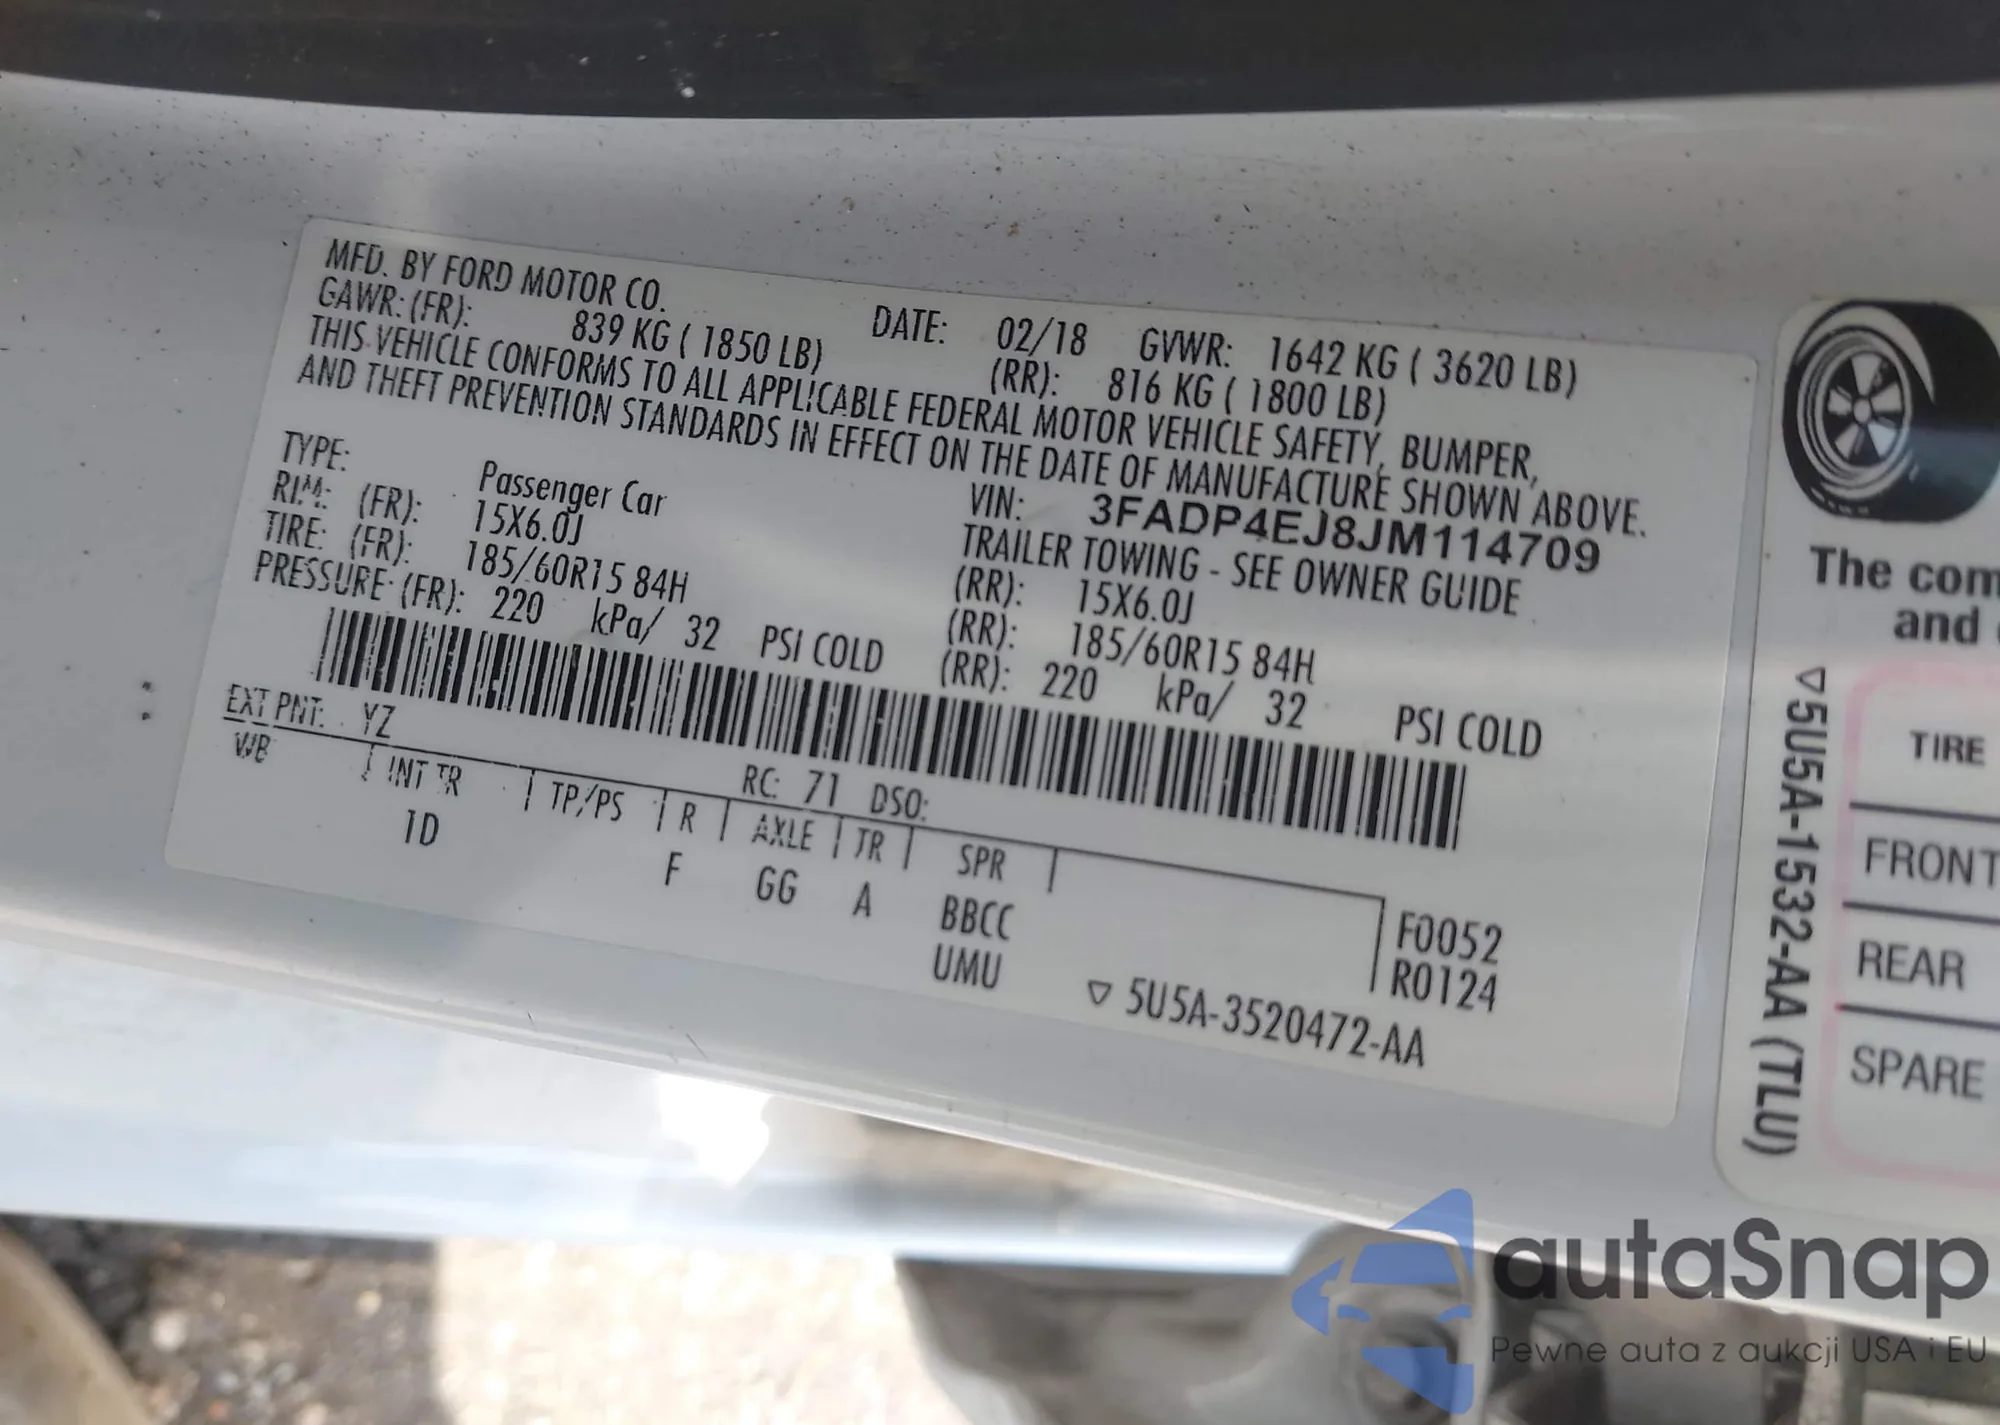 MFD. BY FORD MOTOR CO.
DATE: 02/18 GVWR: 1642 KG ( 3620 LB)
GAWR: (FR): 839 KG ( 1850 LB) (RR): 816 KG ( 1800 LB)
THIS VEHICLE CONFORMS TO ALL APPLICABLE FEDERAL MOTOR VEHICLE SAFETY, BUMPER,
AND THEFT PREVENTION STANDARDS IN EFFECT ON THE DATE OF MANUFACTURE SHOWN ABOVE.
VIN: 3FADP4EJ8JM114709
TYPE: Passenger Car TRAILER TOWING - SEE OWNER GUIDE
RIM: (FR): 15X6.0J (RR): 15X6.0J
TIRE: (FR): 185/60R15 84H (RR): 185/60R15 84H
PRESSURE: (FR): 220 kPa/ 32 PSI COLD (RR): 220 kPa/ 32 PSI COLD
EXT PNT: YZ RC: 71 DSO:
WB INT TR TP/PS R AXLE TR SPR
1D F GG A BBCC F0052
UMU R0124
▽ 5U5A-3520472-AA
The com
and
▽5U5A-1532-AA (TLU)
TIRE
FRONT
REAR
SPARE
autaSnap
Pewne auta z aukcji USA i EU